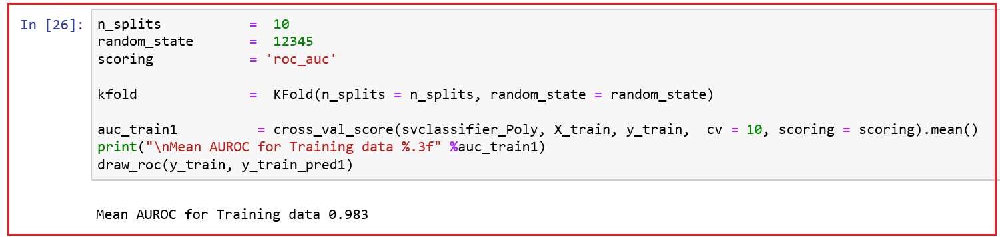 In [26]: n_splits           =  10
random_state       =  12345
scoring            = 'roc_auc'
kfold              =  KFold(n_splits = n_splits, random_state = random_state)
auc_train1          = cross_val_score(svclassifier_Poly, X_train, y_train,  cv = 10, scoring = scoring).mean()
print("\nMean AUROC for Training data %.3f" %auc_train1)
draw_roc(y_train, y_train_pred1)
Mean AUROC for Training data 0.983